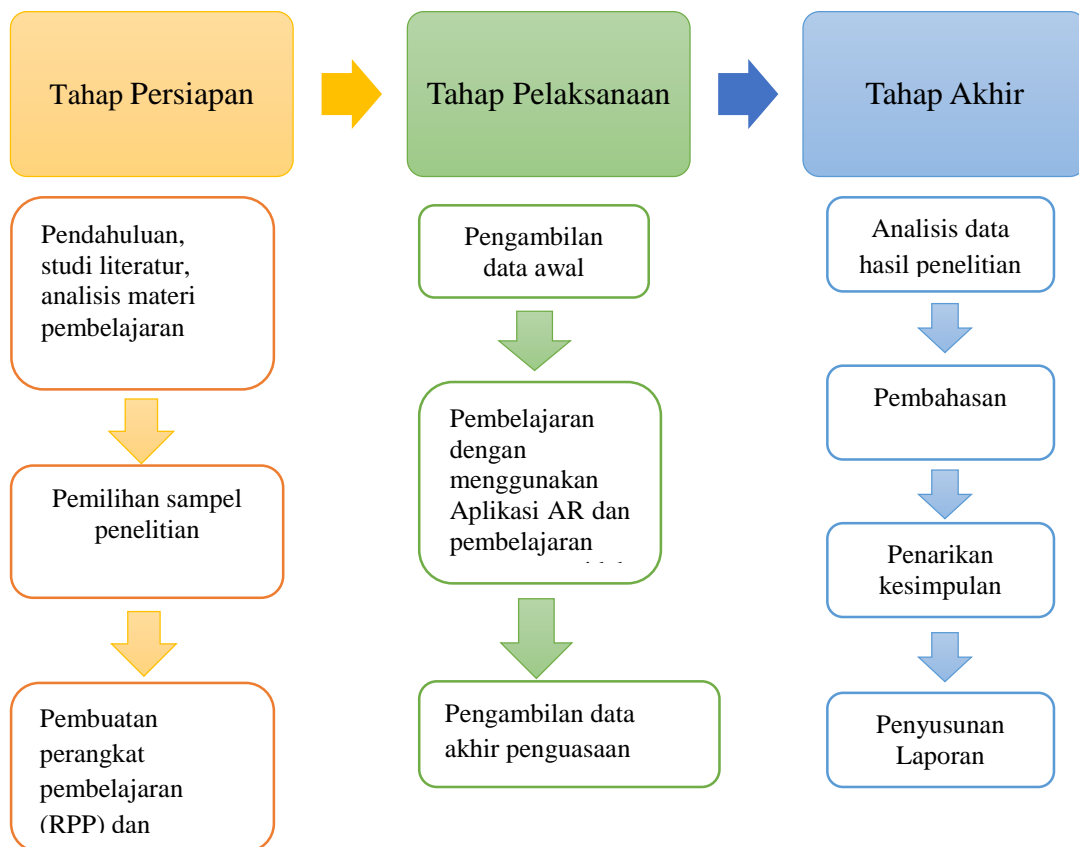 Tahap Persiapan
Tahap Pelaksanaan
Tahap Akhir
Pendahuluan,
studi literatur,
analisis materi
pembelajaran
Pemilihan sampel
penelitian
Pembuatan
perangkat
pembelajaran
(RPP) dan
Pengambilan
data awal
Pembelajaran
dengan
menggunakan
Aplikasi AR dan
pembelajaran
Pengambilan data
akhir penguasaan
Analisis data
hasil penelitian
Pembahasan
Penarikan
kesimpulan
Penyusunan
Laporan